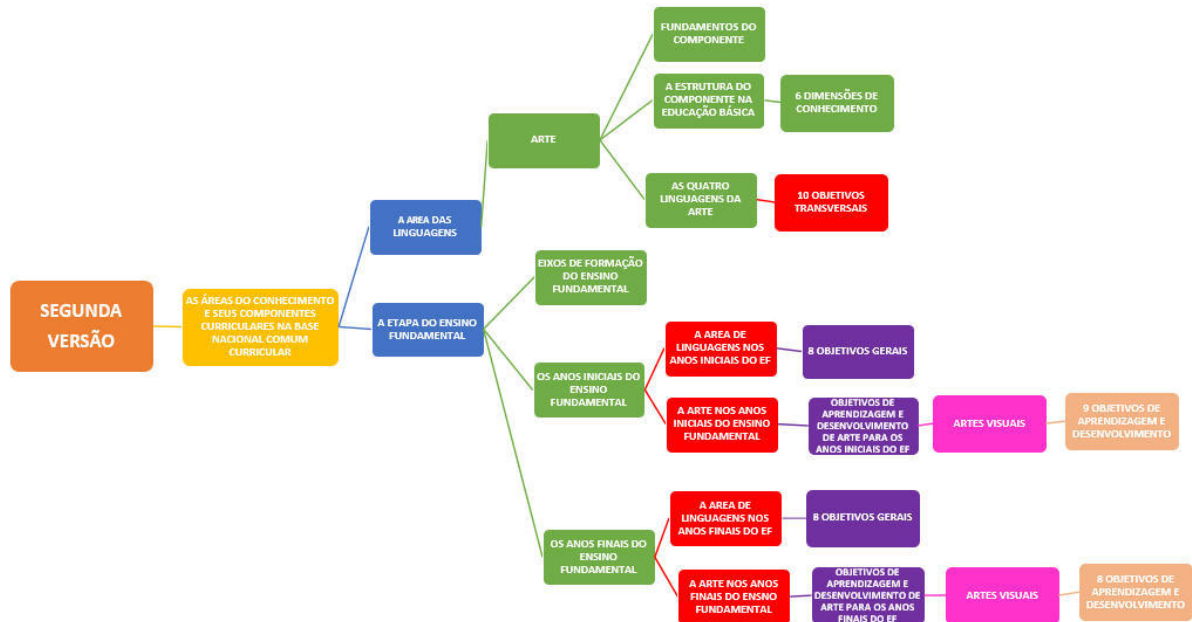 FUNDAMENTOS DO
COMPONENTE
A ESTRUTURA DO
COMPONENTE NA
EDUCAÇÃO BÁSICA
6 DIMENSÕES DE
CONHECIMENTO
ARTE
AS QUATRO
LINGUAGENS DA
ARTE
10 OBJETIVOS
TRANSVERSAIS
A AREA DAS
LINGUAGENS
EIXOS DE FORMAÇÃO
DO ENSINO
FUNDAMENTAL
SEGUNDA
VERSÃO
AS ÁREAS DO CONHECIMENTO
E SEUS COMPONENTES
CURRICULARES NA BASE
NACIONAL COMUM
CURRICULAR
A ETAPA DO ENSINO
FUNDAMENTAL
A AREA DE
LINGUAGENS NOS
ANOS INICIAIS DO EF
8 OBJETIVOS GERAIS
OS ANOS INICIAIS DO
ENSINO
FUNDAMENTAL
A ARTE NOS ANOS
INICIAIS DO ENSINO
FUNDAMENTAL
OBJETIVOS DE
APRENDIZAGEM E
DESENVOLVIMENTO
DE ARTE PARA OS
ANOS INICIAIS DO EF
ARTES VISUAIS
9 OBJETIVOS DE
APRENDIZAGEM E
DESENVOLVIMENTO
A AREA DE
LINGUAGENS NOS
ANOS FINAIS DO EF
8 OBJETIVOS GERAIS
OS ANOS FINAIS DO
ENSINO
FUNDAMENTAL
A ARTE NOS ANOS
FINAIS DO ENSNO
FUNDAMENTAL
OBJETIVOS DE
APRENDIZAGEM E
DESENVOLVIMENTO DE
ARTE PARA OS ANOS
FINAIS DO EF
ARTES VISUAIS
8 OBJETIVOS DE
APRENDIZAGEM E
DESENVOLVIMENTO